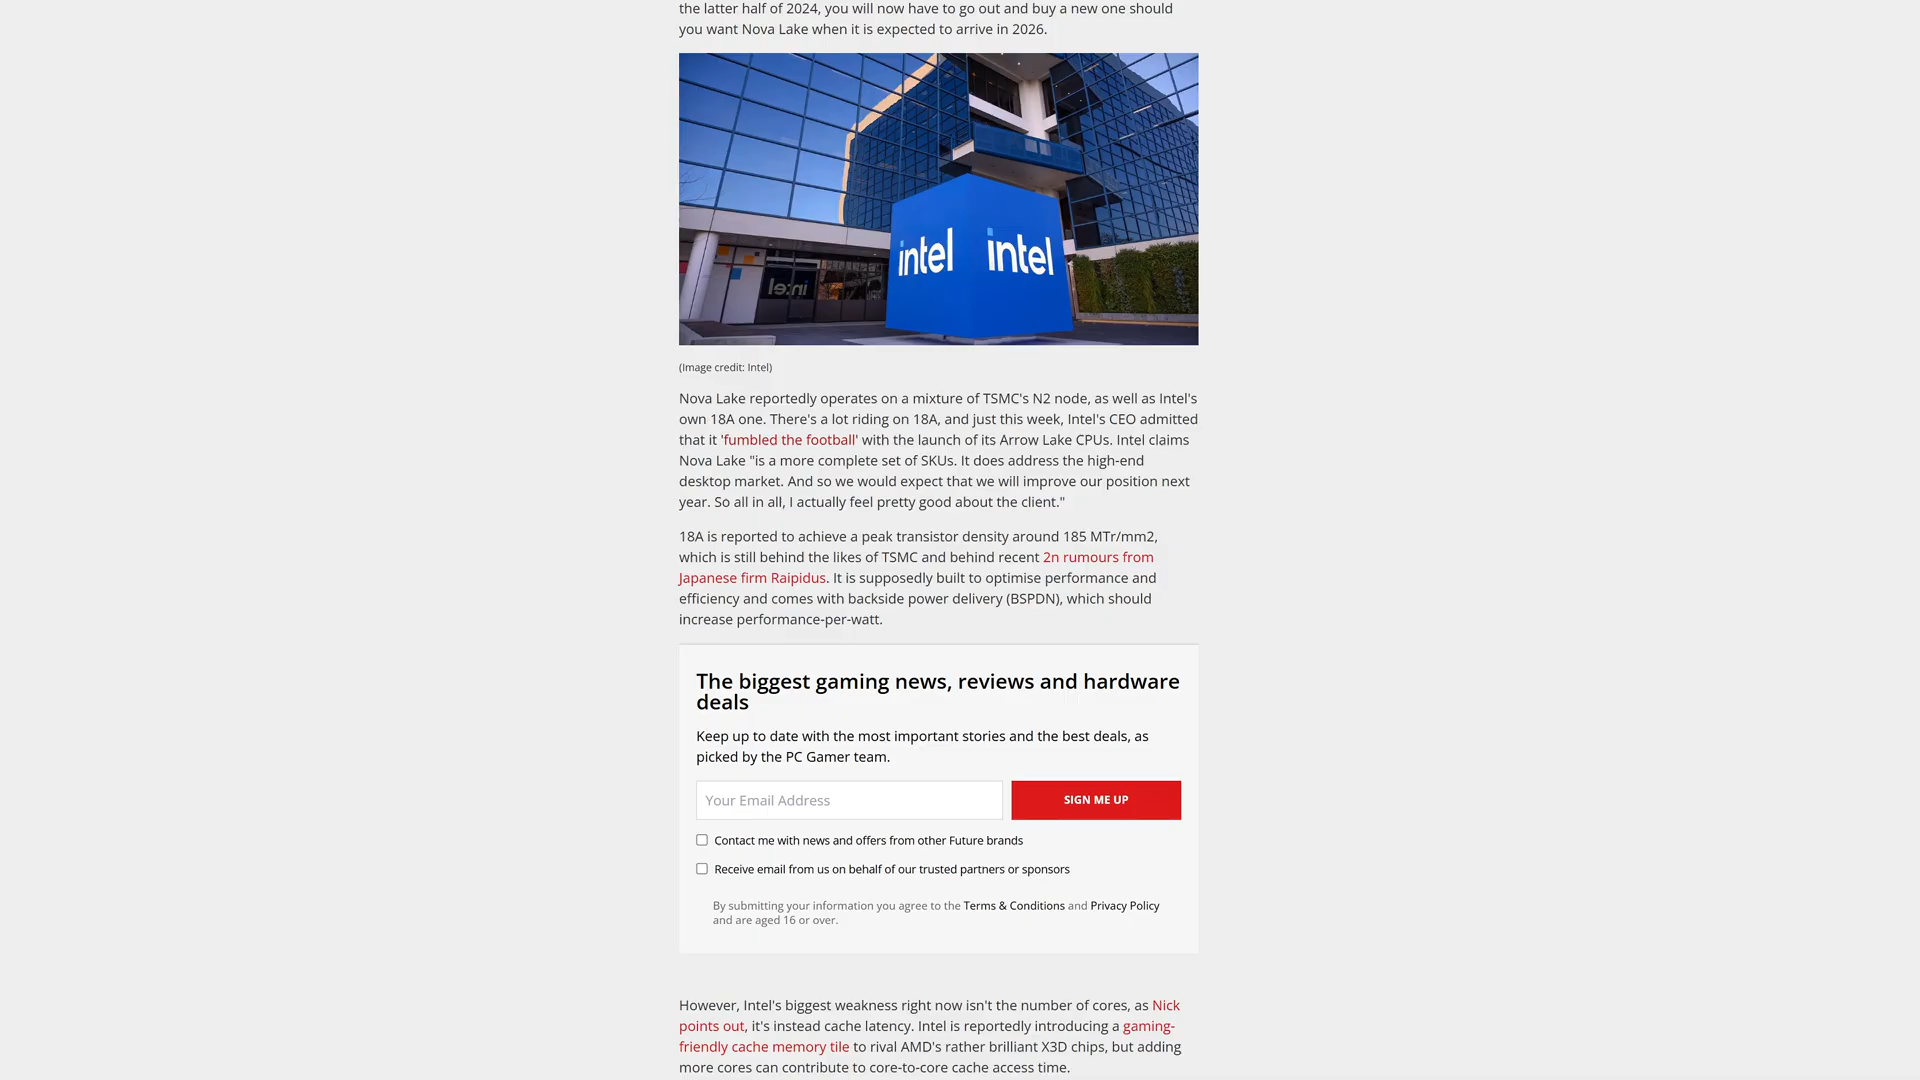 the latter half of 2024, you will now have to go out and buy a new one should
you want Nova Lake when it is expected to arrive in 2026.
intel intel
intel
(Image credit: Intel)
Nova Lake reportedly operates on a mixture of TSMC's N2 node, as well as Intel's
own 18A one. There's a lot riding on 18A, and just this week, Intel's CEO admitted
that it 'fumbled the football' with the launch of its Arrow Lake CPUs. Intel claims
Nova Lake "is a more complete set of SKUs. It does address the high-end
desktop market. And so we would expect that we will improve our position next
year. So all in all, I actually feel pretty good about the client."
18A is reported to achieve a peak transistor density around 185 MTr/mm2,
which is still behind the likes of TSMC and behind recent 2n rumours from
Japanese firm Raipidus. It is supposedly built to optimise performance and
efficiency and comes with backside power delivery (BSPDN), which should
increase performance-per-watt.
The biggest gaming news, reviews and hardware
deals
Keep up to date with the most important stories and the best deals, as
picked by the PC Gamer team.
Your Email Address
SIGN ME UP
Contact me with news and offers from other Future brands
Receive email from us on behalf of our trusted partners or sponsors
By submitting your information you agree to the Terms & Conditions and Privacy Policy
and are aged 16 or over.
However, Intel's biggest weakness right now isn't the number of cores, as Nick
points out, it's instead cache latency. Intel is reportedly introducing a gaming-
friendly cache memory tile to rival AMD's rather brilliant X3D chips, but adding
more cores can contribute to core-to-core cache access time.